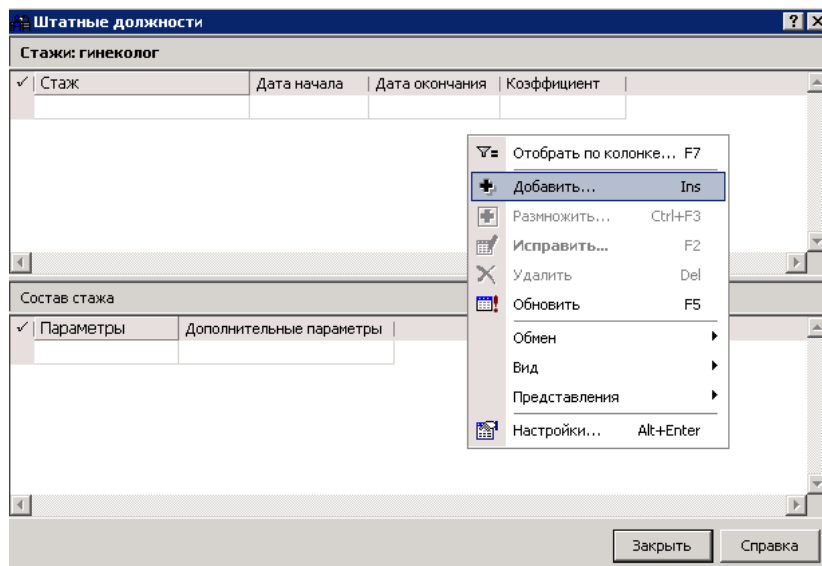 Штатные должности
Стажи: гинеколог
Стаж Дата начала Дата окончания Коэффициент
Отобрать по колонке... F7
Добавить... Ins
Размножить... Ctrl+F3
Исправить... F2
Удалить Del
Обновить F5
Обмен
Вид
Представления
Настройки... Alt+Enter
Состав стажа
Параметры Дополнительные параметры
Закрыть Справка